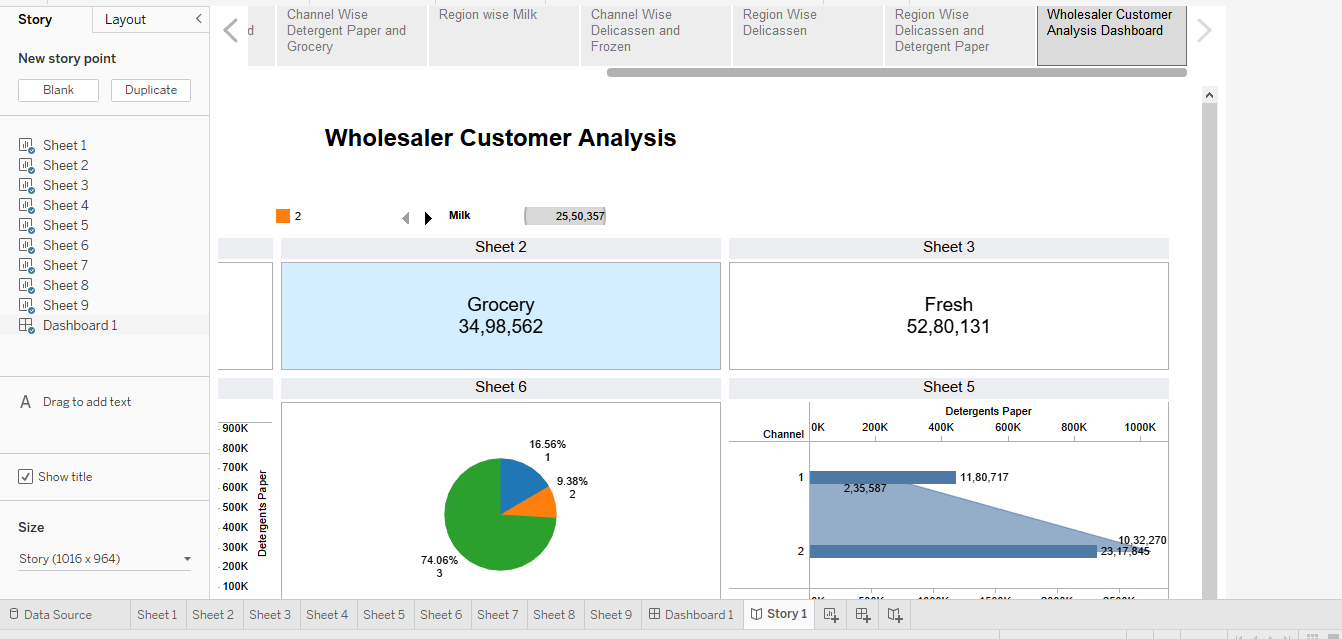 Story
Layout
New story point
Blank
Duplicate
Sheet 1
Sheet 2
Sheet 3
Sheet 4
Sheet 5
Sheet 6
Sheet 7
Sheet 8
Sheet 9
Dashboard 1
A Drag to add text
Show title
Size
Story (1016 x 964)
d
Channel Wise
Detergent Paper and
Grocery
Region wise Milk
Channel Wise
Delicassen and
Frozen
Region Wise
Delicassen
Region Wise
Delicassen and
Detergent Paper
Wholesaler Customer
Analysis Dashboard
Wholesaler Customer Analysis
2
Milk
25,50,357
Sheet 2
Grocery
34,98,562
Sheet 3
Fresh
52,80,131
900K
800K
700K
600K
500K
400K
300K
200K
100K
Detergents Paper
Sheet 6
16.56%
1
9.38%
2
74.06%
3
Sheet 5
Detergents Paper
Channel
0K 200K 400K 600K 800K 1000K
1
11,80,717
2,35,587
2
10,32,270
23,17,845
0K 500K 1000K 1500K 2000K 2500K
Data Source
Sheet 1
Sheet 2
Sheet 3
Sheet 4
Sheet 5
Sheet 6
Sheet 7
Sheet 8
Sheet 9
Dashboard 1
Story 1